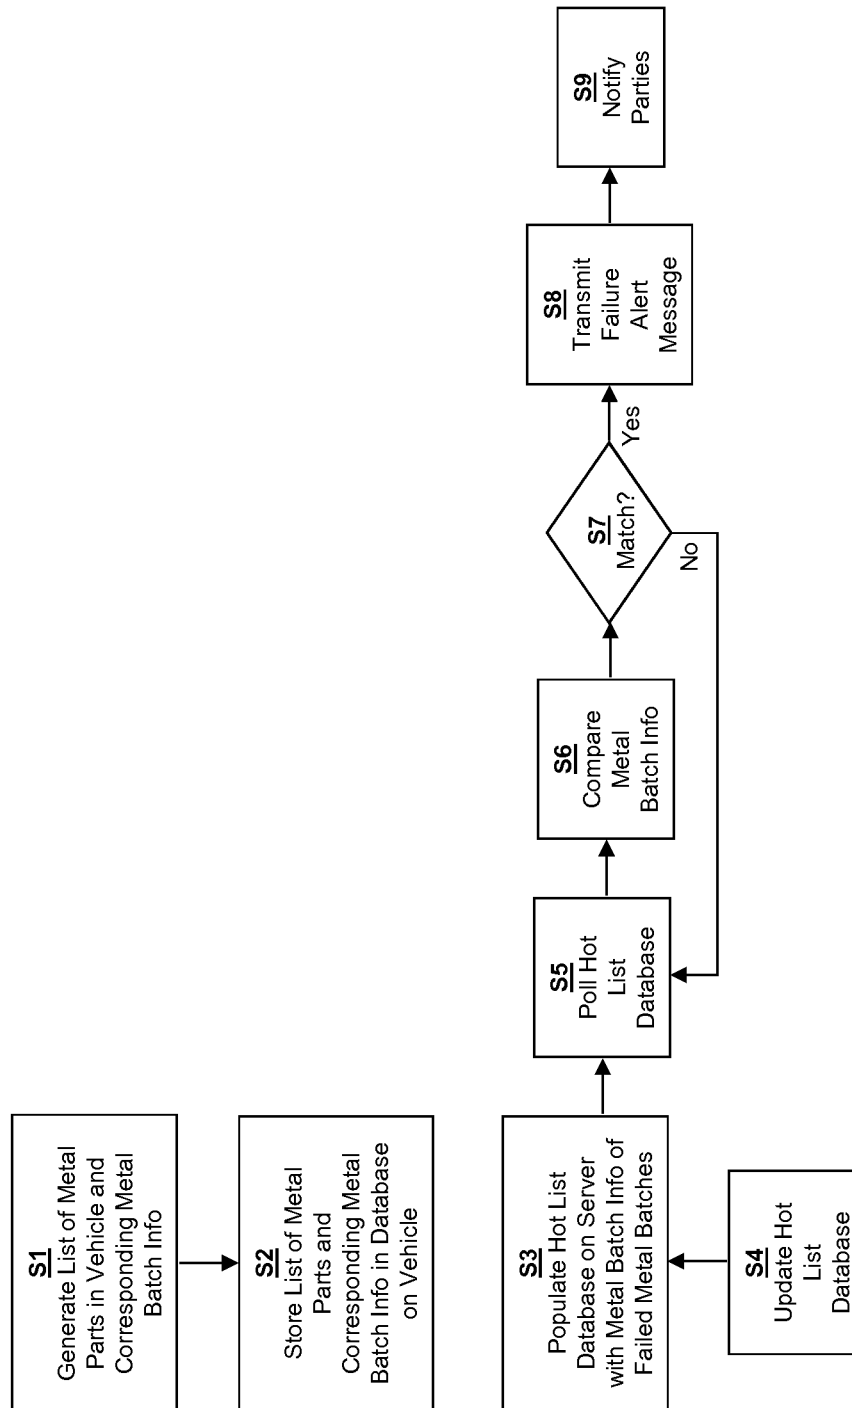 S1
Generate List of Metal
Parts in Vehicle and
Corresponding Metal
Batch Info
S2
Store List of Metal
Parts and
Corresponding Metal
Batch Info in Database
on Vehicle
S3
Populate Hot List
Database on Server
with Metal Batch Info of
Failed Metal Batches
S4
Update Hot
List
Database
S5
Poll Hot
List
Database
S6
Compare
Metal
Batch Info
S7
Match?
No
Yes
S8
Transmit
Failure
Alert
Message
S9
Notify
Parties